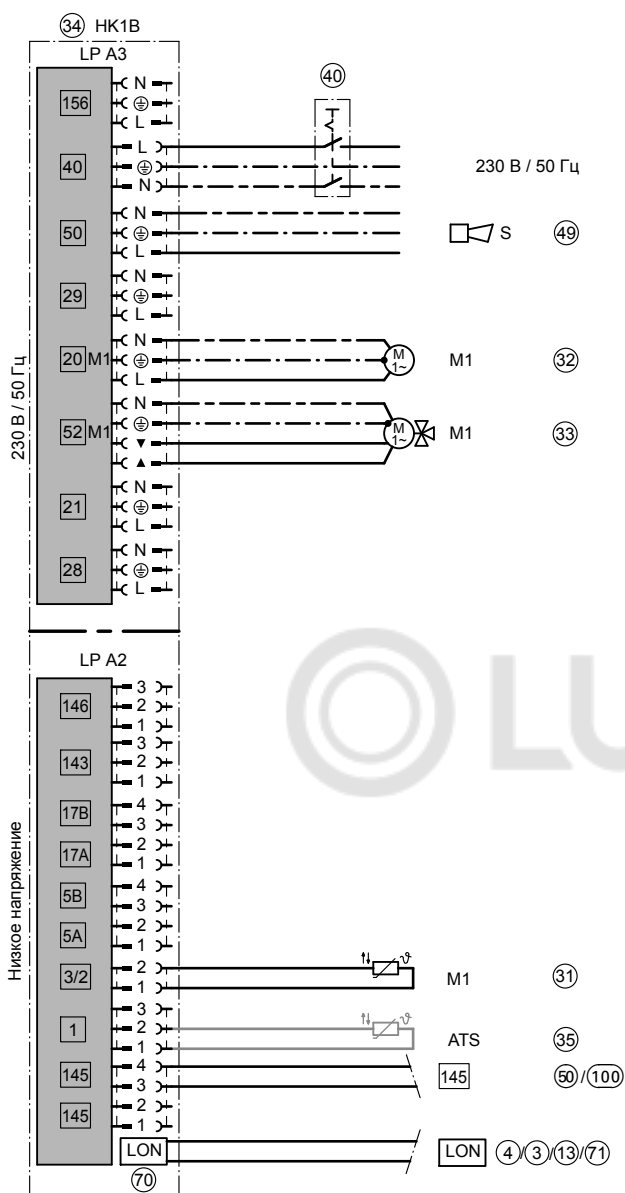 34 HK1B
LP A3
40
230 В / 50 Гц
156
N
L
40
L
N
230 В / 50 Гц
50
N
L
S
49
29
N
L
20 M1
N
L
M
1~
M1
32
52 M1
N
▼
▲
M
1~
M1
33
21
N
L
28
N
L
LP A2
Низкое напряжение
146
3
2
1
143
3
2
1
17B
4
3
17A
2
1
5B
4
3
5A
2
1
3/2
2
1
ϑ
M1
31
1
3
2
1
ϑ
ATS
35
145
4
3
145
50/100
145
2
1
LON
LON
4/3/13/71
70
LU